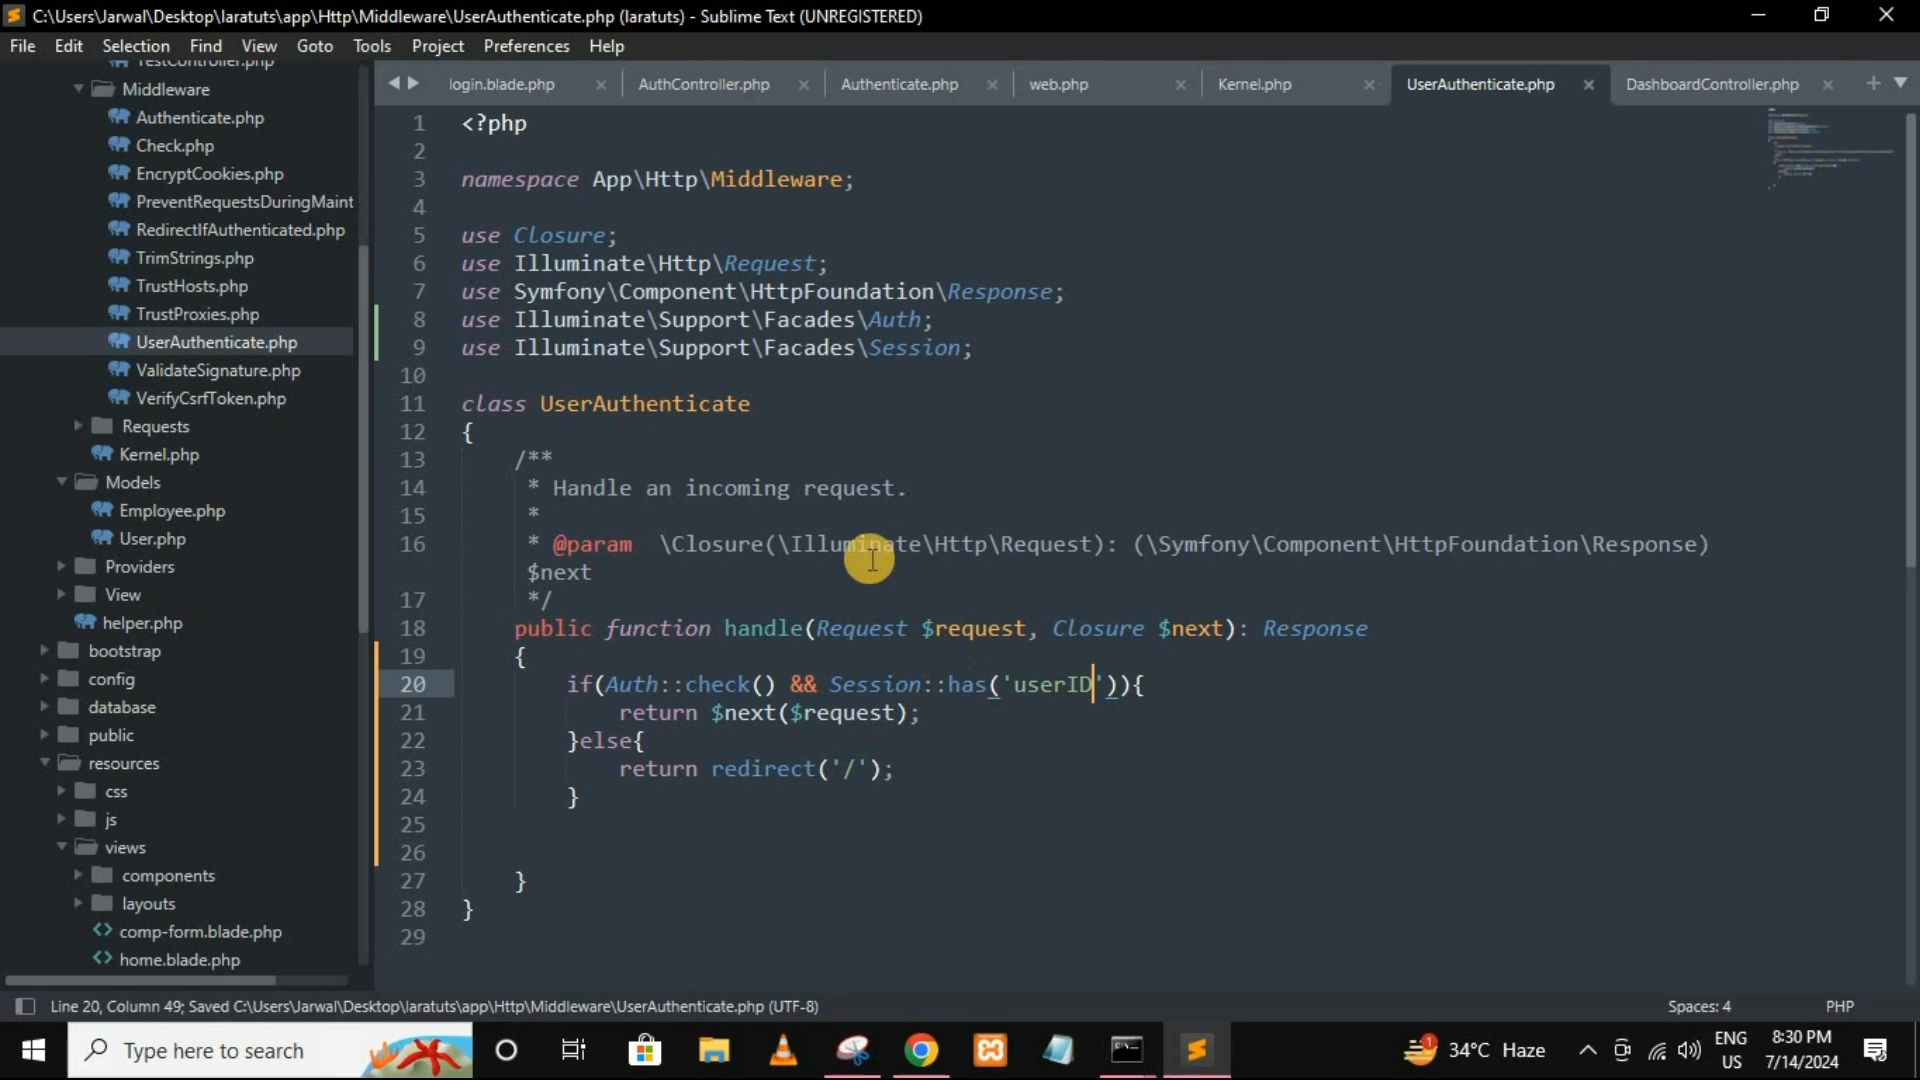 C:\Users\Jarwal\Desktop\laratuts\app\Http\Middleware\UserAuthenticate.php (laratuts) - Sublime Text (UNREGISTERED)
File Edit Selection Find View Goto Tools Project Preferences Help
TestController.php
Middleware
Authenticate.php
Check.php
EncryptCookies.php
PreventRequestsDuringMaint
RedirectIfAuthenticated.php
TrimStrings.php
TrustHosts.php
TrustProxies.php
UserAuthenticate.php
ValidateSignature.php
VerifyCsrfToken.php
Requests
Kernel.php
Models
Employee.php
User.php
Providers
View
helper.php
bootstrap
config
database
public
resources
css
js
views
components
layouts
comp-form.blade.php
home.blade.php
login.blade.php AuthController.php Authenticate.php web.php Kernel.php UserAuthenticate.php DashboardController.php
1 <?php
2
3 namespace App\Http\Middleware;
4
5 use Closure;
6 use Illuminate\Http\Request;
7 use Symfony\Component\HttpFoundation\Response;
8 use Illuminate\Support\Facades\Auth;
9 use Illuminate\Support\Facades\Session;
10
11 class UserAuthenticate
12 {
13 /**
14 * Handle an incoming request.
15 *
16 * @param  \Closure(\Illuminate\Http\Request): (\Symfony\Component\HttpFoundation\Response)
$next
17 */
18 public function handle(Request $request, Closure $next): Response
19 {
20 if(Auth::check() && Session::has('userID')){
21 return $next($request);
22 }else{
23 return redirect('/');
24 }
25
26
27 }
28 }
29
Line 20, Column 49; Saved C:\Users\Jarwal\Desktop\laratuts\app\Http\Middleware\UserAuthenticate.php (UTF-8) Spaces: 4 PHP
Type here to search
34°C Haze
ENG
US
8:30 PM
7/14/2024